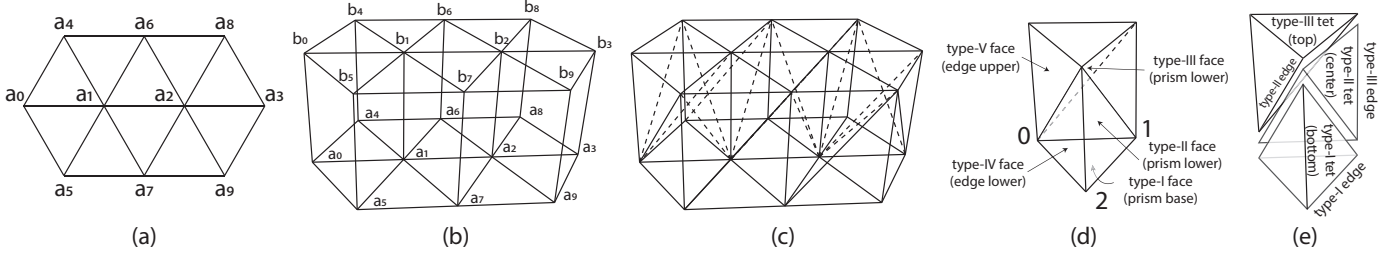 a4 a6 a8
a0 a1 a2 a3
a5 a7 a9
(a)
b4 b6 b8
b0 b1 b2 b3
b5 b7 b9
a4 a6 a8
a0 a1 a2 a3
a5 a7 a9
(b)
(c)
type-V face
(edge upper)
type-III face
(prism lower)
0 1
type-IV face
(edge lower)
type-II face
(prism lower)
type-I face
(prism base)
2
(d)
type-III tet
(top)
type-II edge
type-II tet
(center)
type-III edge
type-I tet
(bottom)
type-I edge
(e)